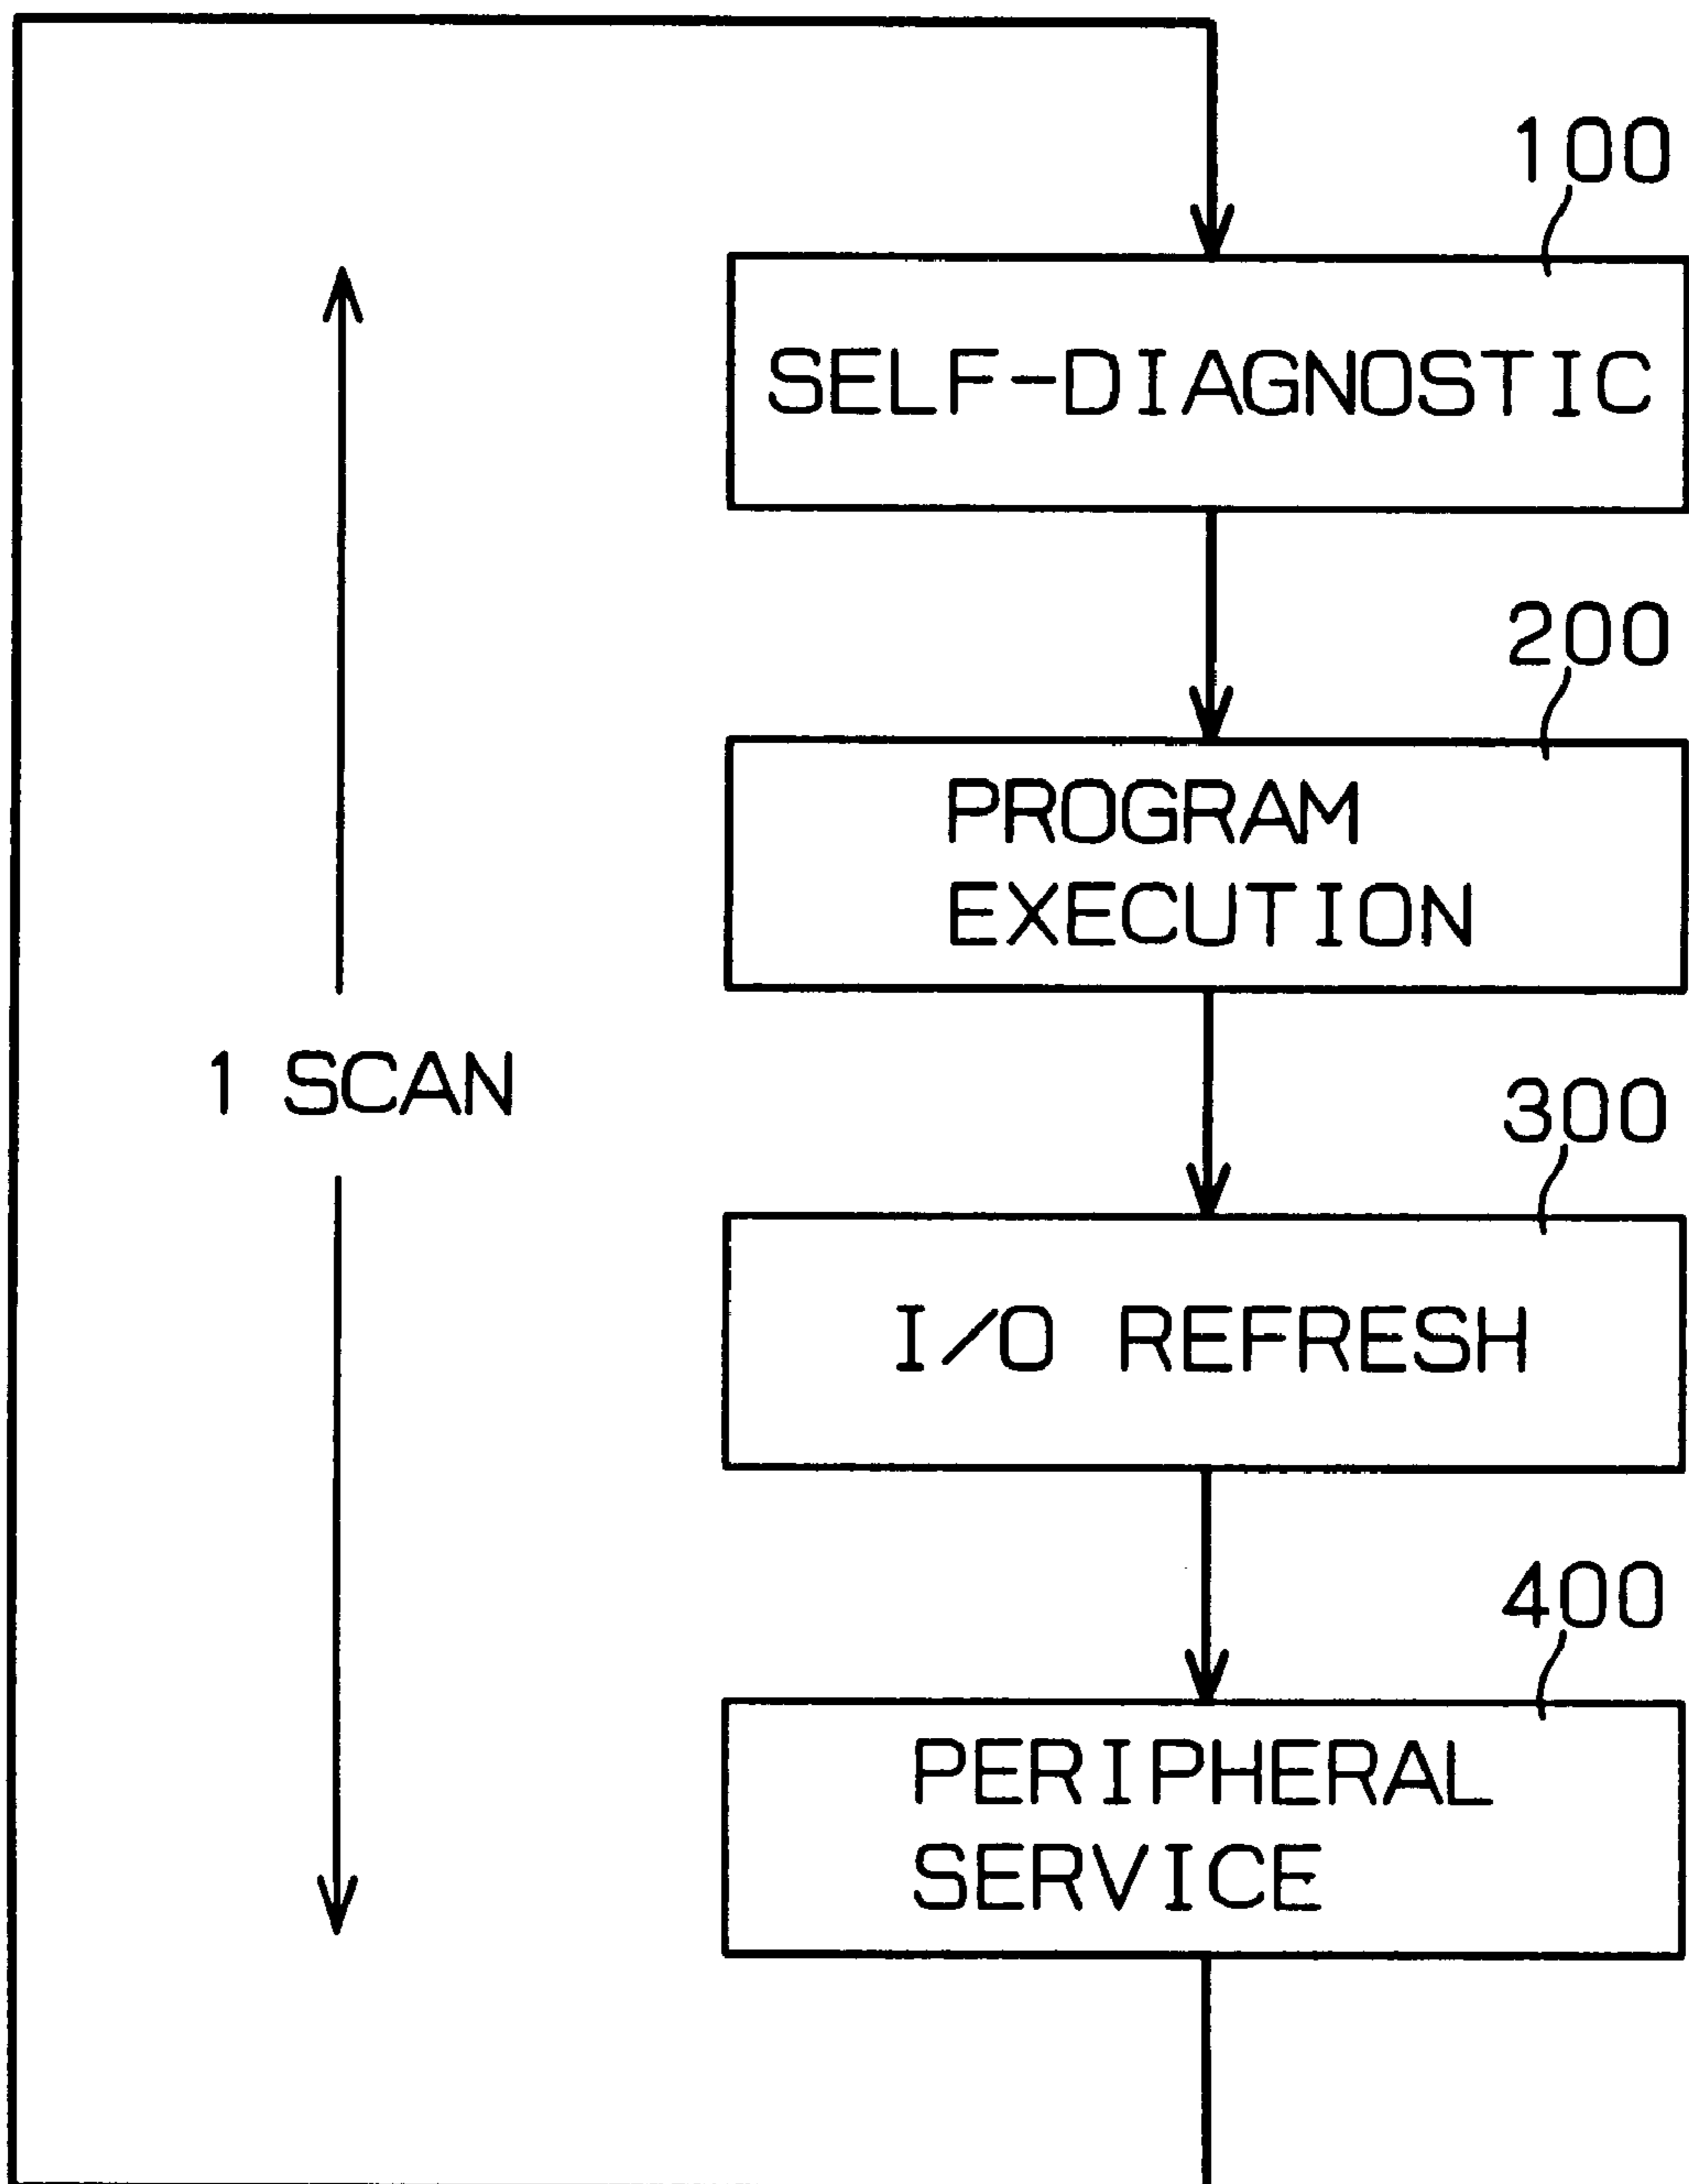 100
SELF-DIAGNOSTIC
200
PROGRAM
EXECUTION
1 SCAN
300
I/O REFRESH
400
PERIPHERAL
SERVICE